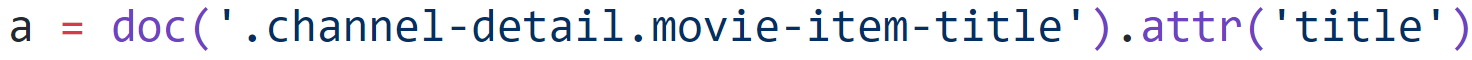 a = doc('.channel-detail.movie-item-title').attr('title')